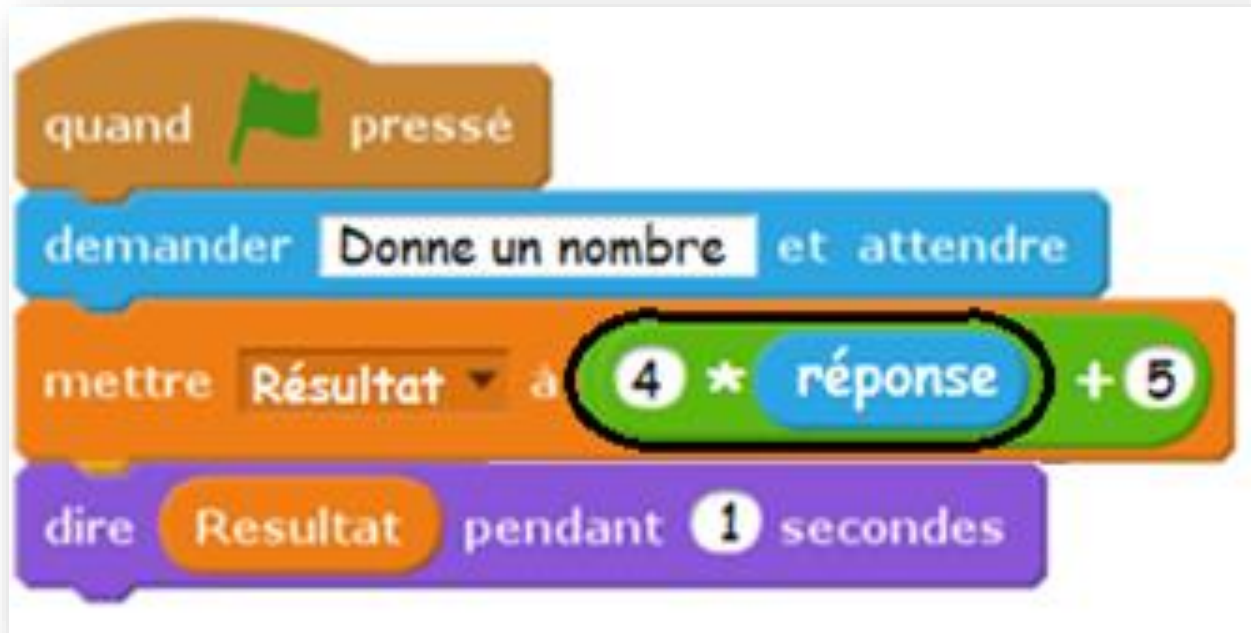 quand pressé
demander Donne un nombre et attendre
mettre Résultat à 4 * réponse + 5
dire Resultat pendant 1 secondes